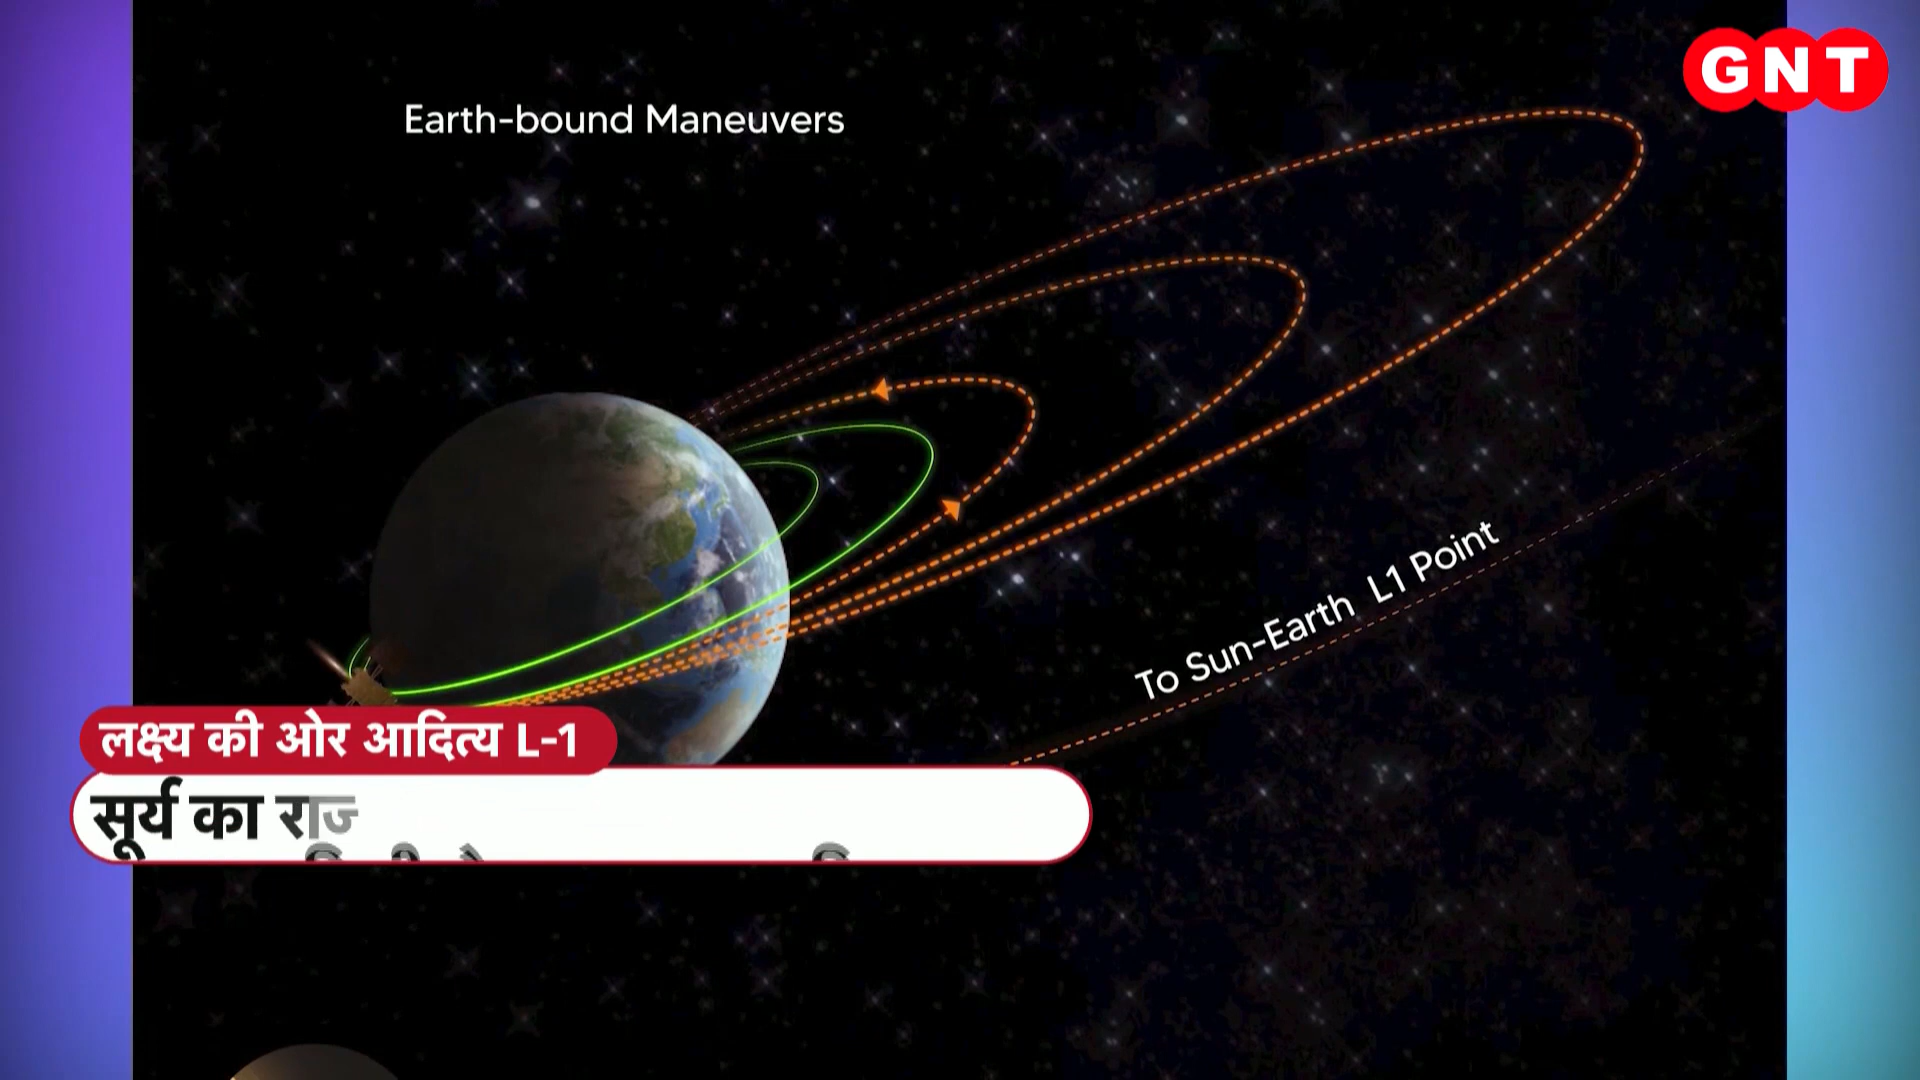 GNT
Earth-bound Maneuvers
To Sun-Earth L1 Point
लक्ष्य की ओर आदित्य L-1
सूर्य का राज